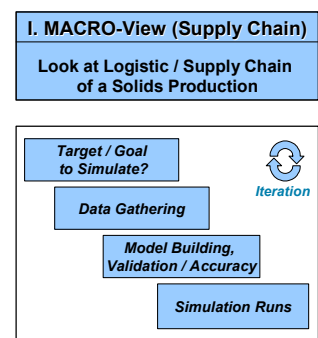 I. MACRO-View (Supply Chain)
Look at Logistic / Supply Chain
of a Solids Production
Target / Goal
to Simulate?
Iteration
Data Gathering
Model Building,
Validation / Accuracy
Simulation Runs